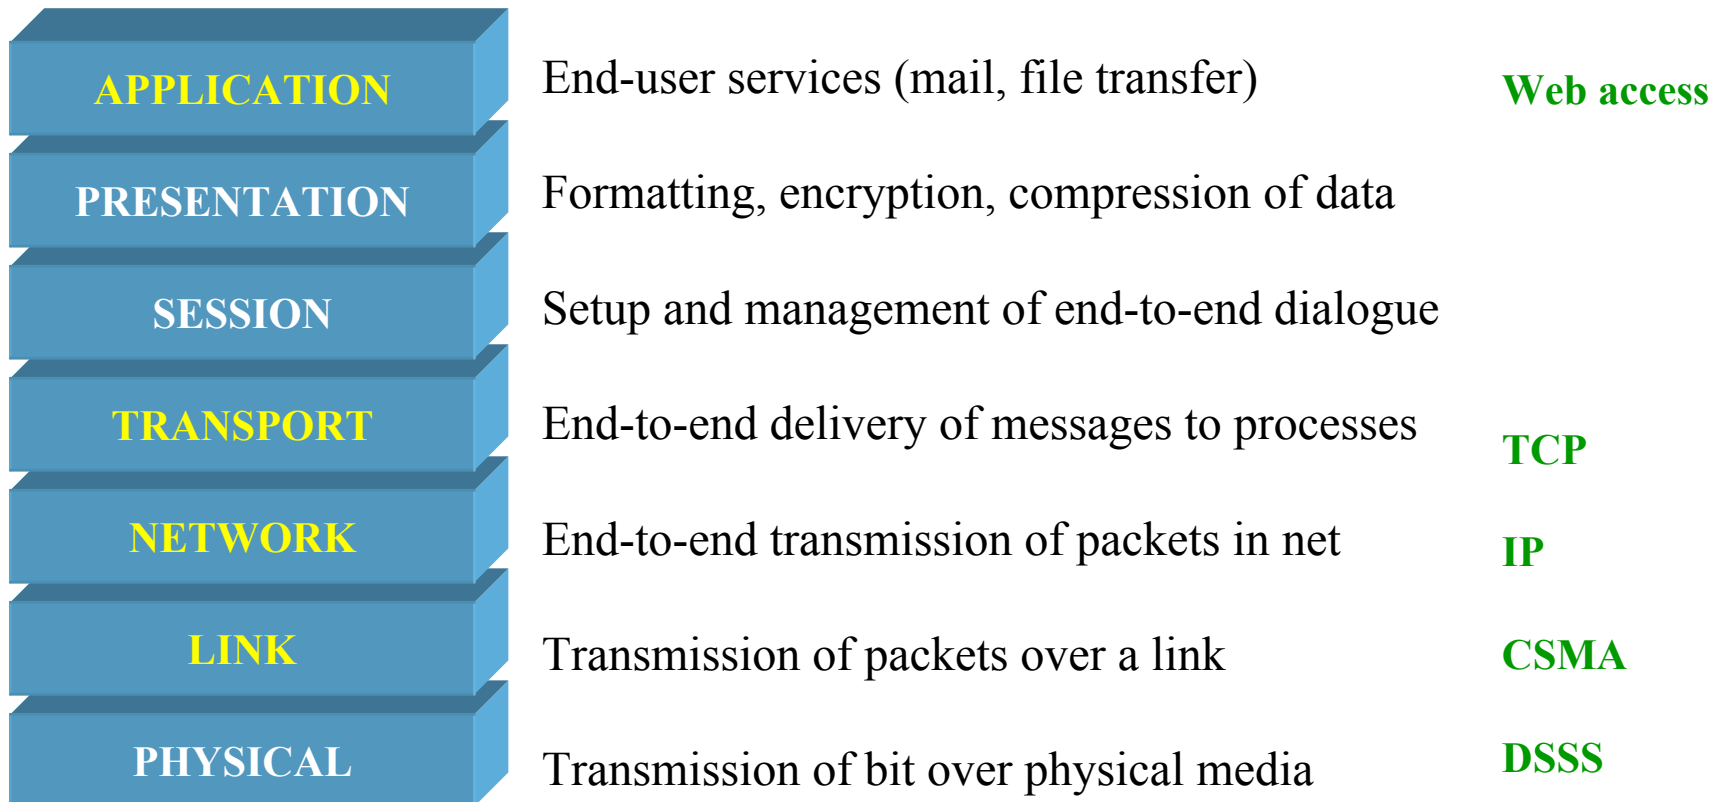 APPLICATION End-user services (mail, file transfer) Web access
PRESENTATION Formatting, encryption, compression of data
SESSION Setup and management of end-to-end dialogue
TRANSPORT End-to-end delivery of messages to processes TCP
NETWORK End-to-end transmission of packets in net IP
LINK Transmission of packets over a link CSMA
PHYSICAL Transmission of bit over physical media DSSS